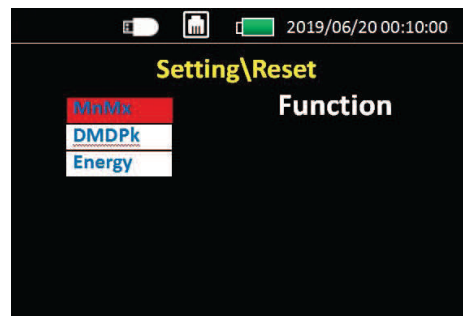 2019/06/20 00:10:00
Setting\Reset
MnMx
Function
DMDPk
Energy